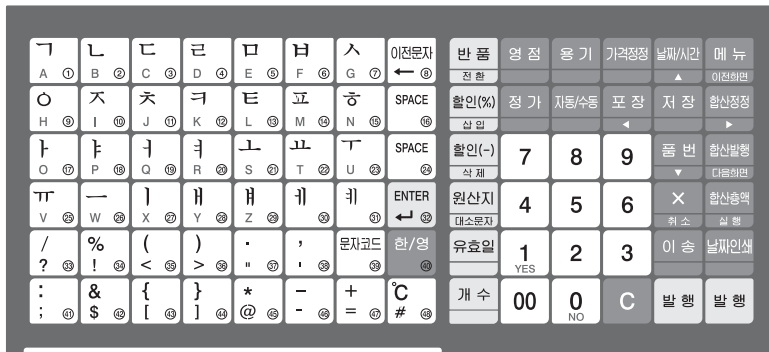 ㄱ ㄴ ㄷ ㄹ ㅁ ㅂ ㅅ 이전문자
A ① B ② C ③ D ④ E ⑤ F ⑥ G ⑦ ← ⑧
ㅇ ㅈ ㅊ ㅋ ㅌ ㅍ ㅎ SPACE
H ⑨ I ⑩ J ⑪ K ⑫ L ⑬ M ⑭ N ⑮ ⑯
ㅏ ㅑ ㅓ ㅕ ㅗ ㅛ ㅜ SPACE
O ⑰ P ⑱ Q ⑲ R ⑳ S ㉑ T ㉒ U ㉓ ㉔
ㅠ ㅡ ㅣ ㅐ ㅒ ㅔ ㅖ ENTER
V ㉕ W ㉖ X ㉗ Y ㉘ Z ㉙ ㉚ ㉛ ↵ ㉜
/ % ( ) · , 문자코드 한/영
? ㉝ ! ㉞ < ㉟ > ㊱ " ㊲ ' ㊳ ㊴ ㊵
: & { } * − + ℃
; ㊶ $ ㊷ [ ㊸ ] ㊹ @ ㊺ - ㊻ = ㊼ # ㊽
반 품 영 점 용 기 가격정정 날짜/시간 메 뉴
전 환 ▲ 이전화면
할인(%) 정 가 자동/수동 포 장 저 장 합산정정
삽 입 ◀ ▶
할인(-) 7 8 9 품 번 합산발행
삭 제 ▼ 다음화면
원산지 4 5 6 × 합산총액
대소문자 취 소 실 행
유효일 1 2 3 이 송 날짜인쇄
YES
개 수 00 0 C 발 행 발 행
NO